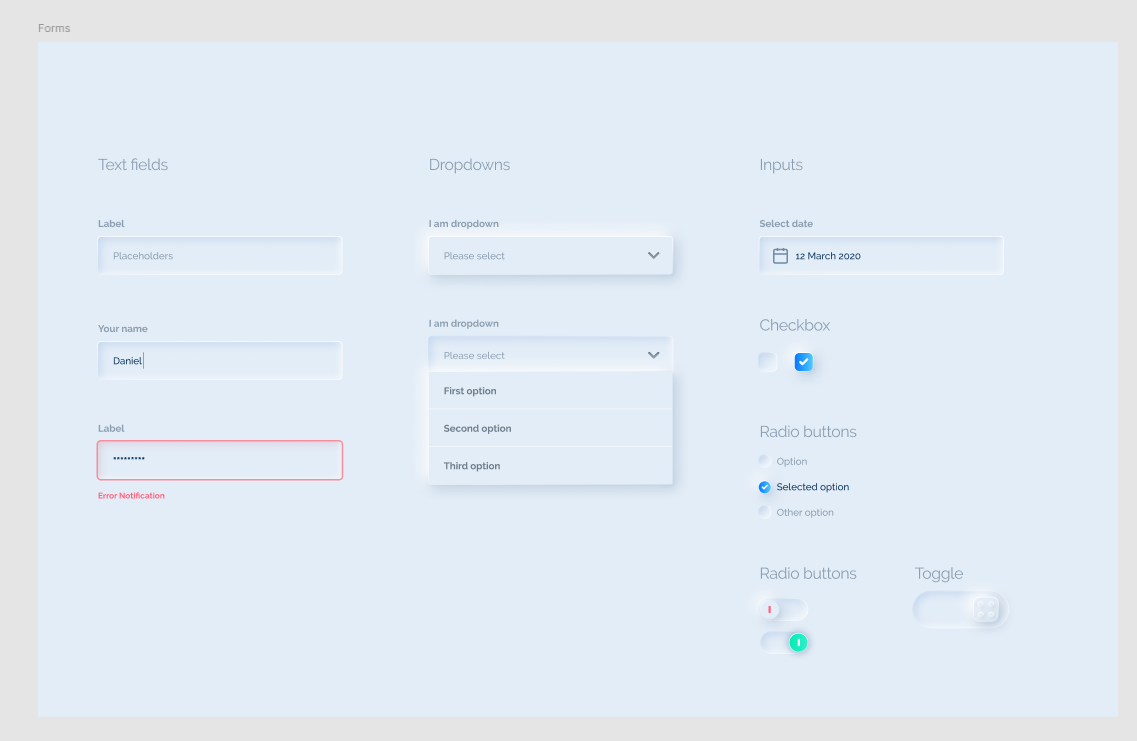 Forms
Text fields
Label
Placeholders
Your name
Daniel
Label
*********
Error Notification
Dropdowns
I am dropdown
Please select
I am dropdown
Please select
First option
Second option
Third option
Inputs
Select date
12 March 2020
Checkbox
Radio buttons
Option
Selected option
Other option
Radio buttons
Toggle